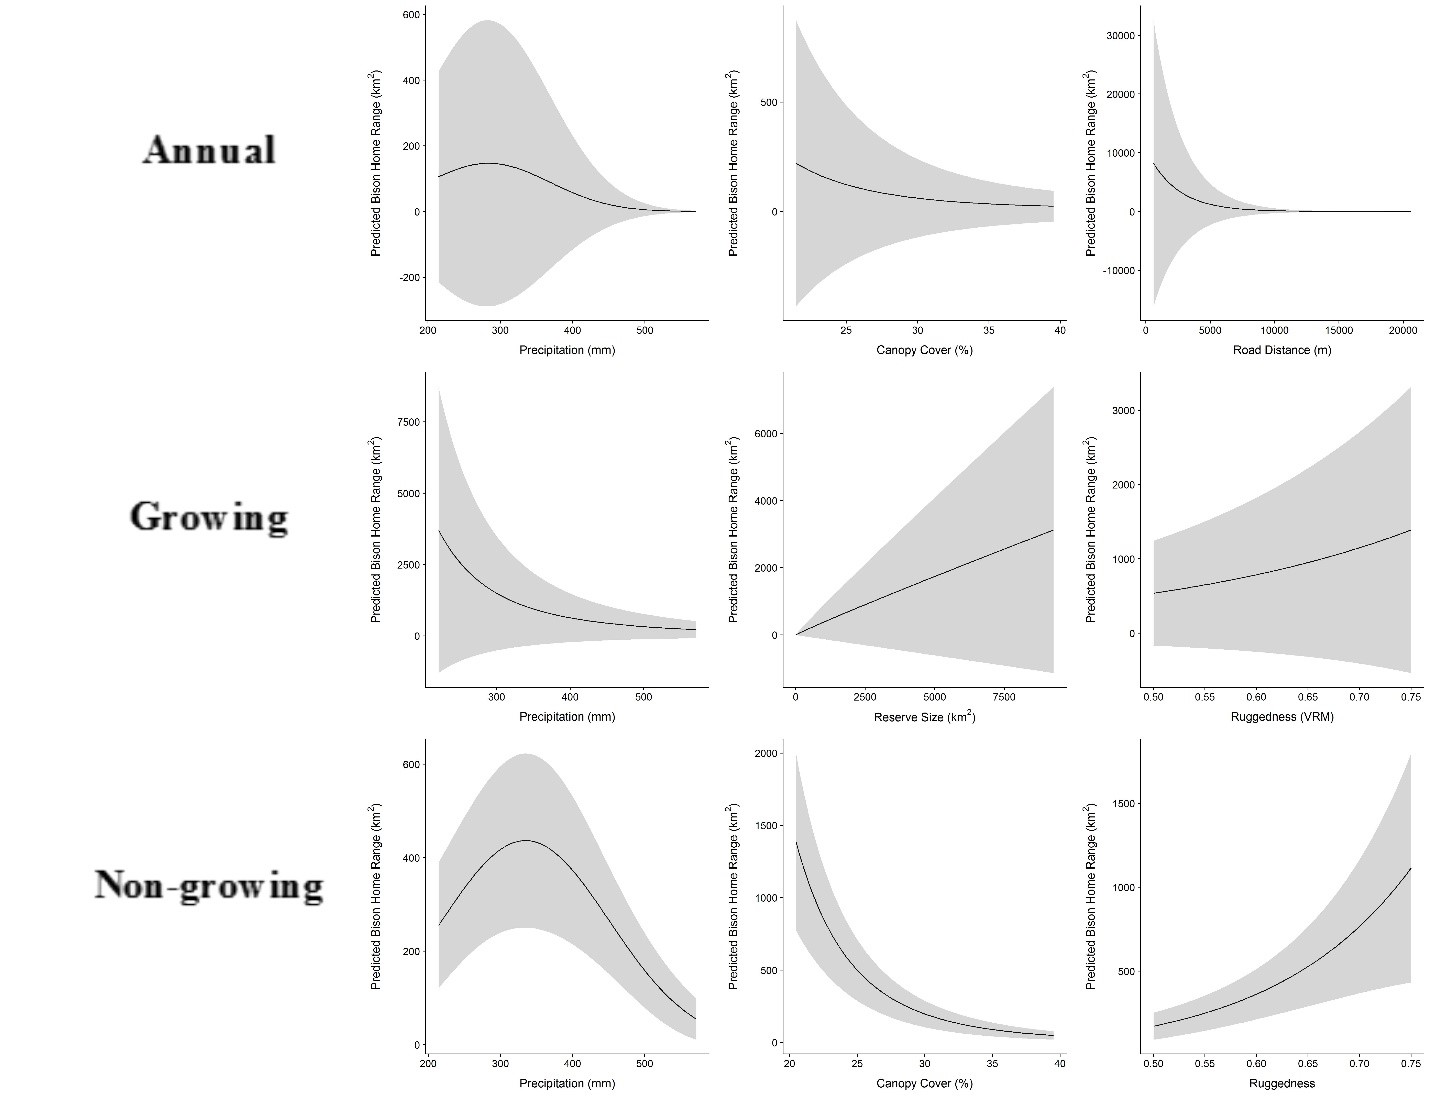 Annual
Predicted Bison Home Range (km²)
600
400
200
0
-200
200 300 400 500
Precipitation (mm)
Predicted Bison Home Range (km²)
500
0
25 30 35 40
Canopy Cover (%)
Predicted Bison Home Range (km²)
30000
20000
10000
0
-10000
0 5000 10000 15000 20000
Road Distance (m)
Growing
Predicted Bison Home Range (km²)
7500
5000
2500
0
300 400 500
Precipitation (mm)
Predicted Bison Home Range (km²)
6000
4000
2000
0
0 2500 5000 7500
Reserve Size (km²)
Predicted Bison Home Range (km²)
3000
2000
1000
0
0.50 0.55 0.60 0.65 0.70 0.75
Ruggedness (VRM)
Non-growing
Predicted Bison Home Range (km²)
600
400
200
0
200 300 400 500
Precipitation (mm)
Predicted Bison Home Range (km²)
2000
1500
1000
500
0
20 25 30 35 40
Canopy Cover (%)
Predicted Bison Home Range (km²)
1500
1000
500
0.50 0.55 0.60 0.65 0.70 0.75
Ruggedness